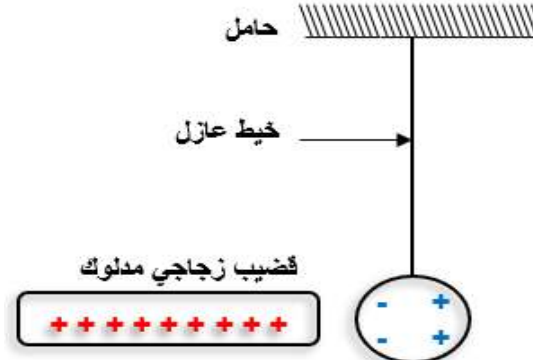 حامل
خيط عازل
قضيب زجاجي مدلوك
+ + + + + + + + +
- +
- +